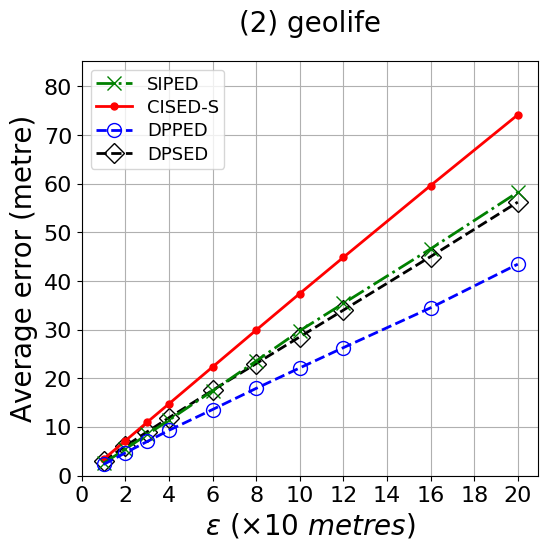 (2) geolife
SIPED
CISED-S
DPPED
DPSED
Average error (metre)
80
70
60
50
40
30
20
10
0
0 2 4 6 8 10 12 14 16 18 20
ε (×10 metres)